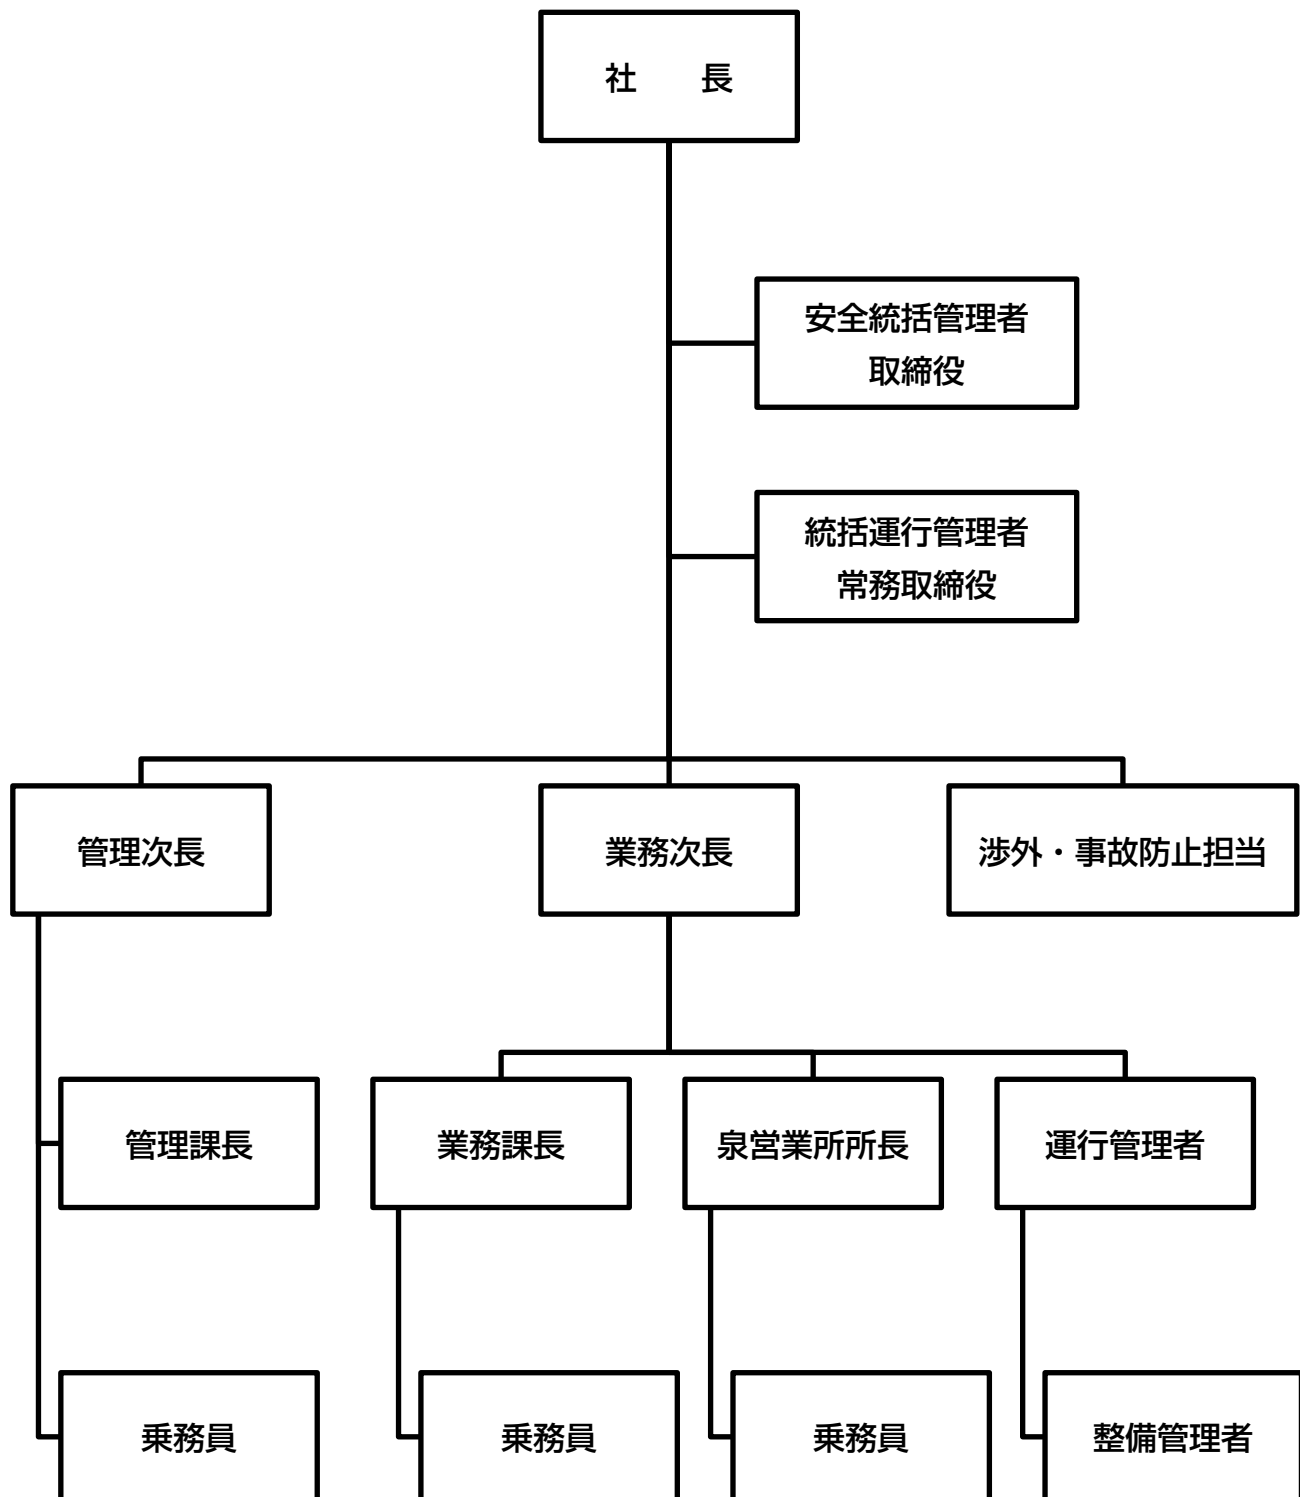 社　　長
安全統括管理者
取締役
統括運行管理者
常務取締役
管理次長
業務次長
渉外・事故防止担当
管理課長
業務課長
泉営業所所長
運行管理者
乗務員
乗務員
乗務員
整備管理者